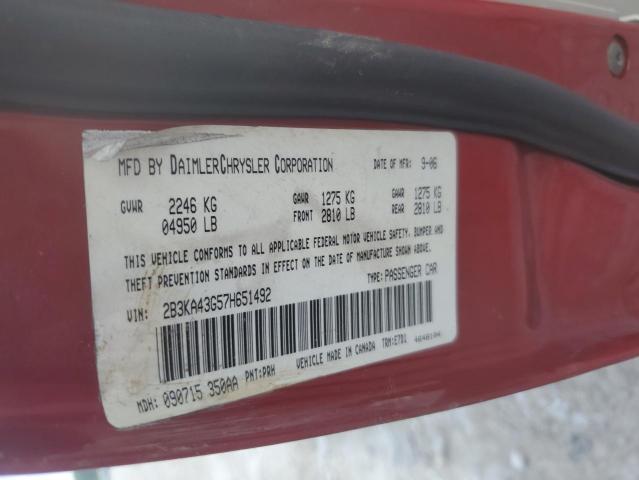 MFD BY DAIMLERCHRYSLER CORPORATION DATE OF MFR: 9-06
GVWR 2246 KG GAWR 1275 KG GAWR 1275 KG
04950 LB FRONT 2810 LB REAR 2810 LB
THIS VEHICLE CONFORMS TO ALL APPLICABLE FEDERAL MOTOR VEHICLE SAFETY, BUMPER AND
THEFT PREVENTION STANDARDS IN EFFECT ON THE DATE OF MANUFACTURE SHOWN ABOVE.
VIN: 2B3KA43G57H651492 TYPE: PASSENGER CAR
MDH: 090715 350AA PNT: PRH VEHICLE MADE IN CANADA TRM: E7D1